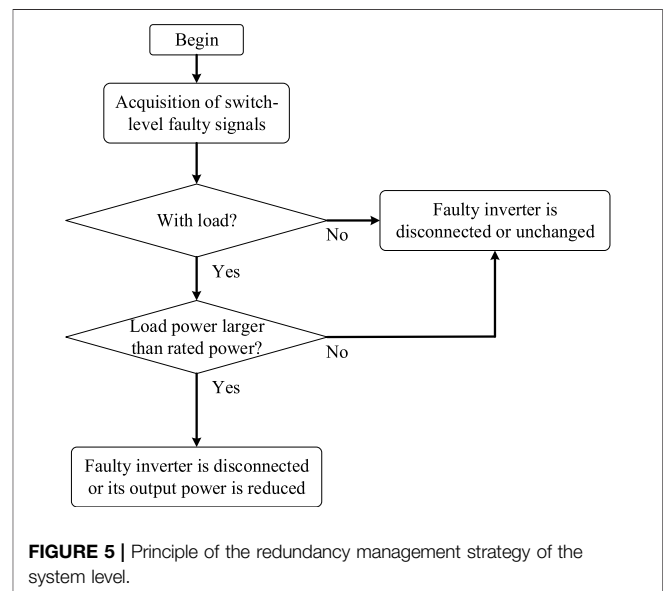 Begin
Acquisition of switch-
level faulty signals
With load?
No
Faulty inverter is
disconnected or unchanged
Yes
Load power larger
than rated power?
No
Yes
Faulty inverter is disconnected
or its output power is reduced
FIGURE 5 | Principle of the redundancy management strategy of the
system level.